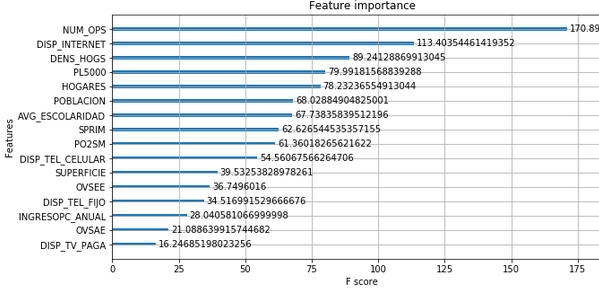 Feature importance
NUM_OPS 170.89
DISP_INTERNET 113.40354461419352
DENS_HOGS 89.24128869913045
PL5000 79.99181568839288
HOGARES 78.23236554913044
POBLACION 68.02884904825001
AVG_ESCOLARIDAD 67.73835839512196
SPRIM 62.626544535357155
PO2SM 61.36018265621622
DISP_TEL_CELULAR 54.56067566264706
SUPERFICIE 39.53253828978261
OVSEE 36.7496016
DISP_TEL_FIJO 34.516991529666676
INGRESOPC_ANUAL 28.040581066999998
OVSAE 21.088639915744682
DISP_TV_PAGA 16.24685198023256
Features
0 25 50 75 100 125 150 175
F score